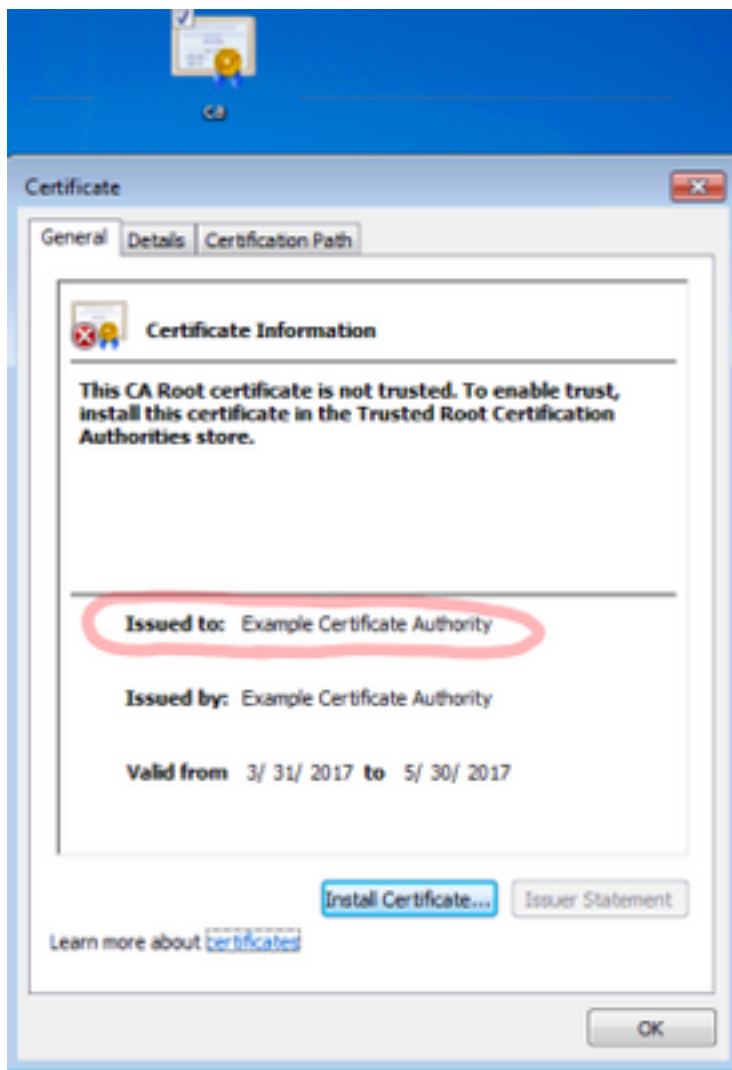 ca
Certificate
General Details Certification Path
Certificate Information
This CA Root certificate is not trusted. To enable trust,
install this certificate in the Trusted Root Certification
Authorities store.
Issued to: Example Certificate Authority
Issued by: Example Certificate Authority
Valid from 3/ 31/ 2017 to 5/ 30/ 2017
Install Certificate... Issuer Statement
Learn more about certificates
OK